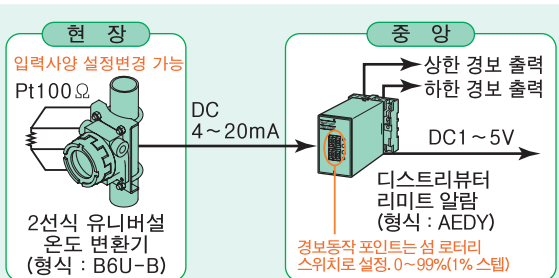 현 장
입력사양 설정변경 가능
Pt100Ω
2선식 유니버설
온도 변환기
(형식 : B6U-B)
DC
4~20mA
중 앙
상한 경보 출력
하한 경보 출력
DC1~5V
디스트리뷰터
리미트 알람
(형식 : AEDY)
경보동작 포인트는 섬 로터리
스위치로 설정. 0~99%(1% 스텝)